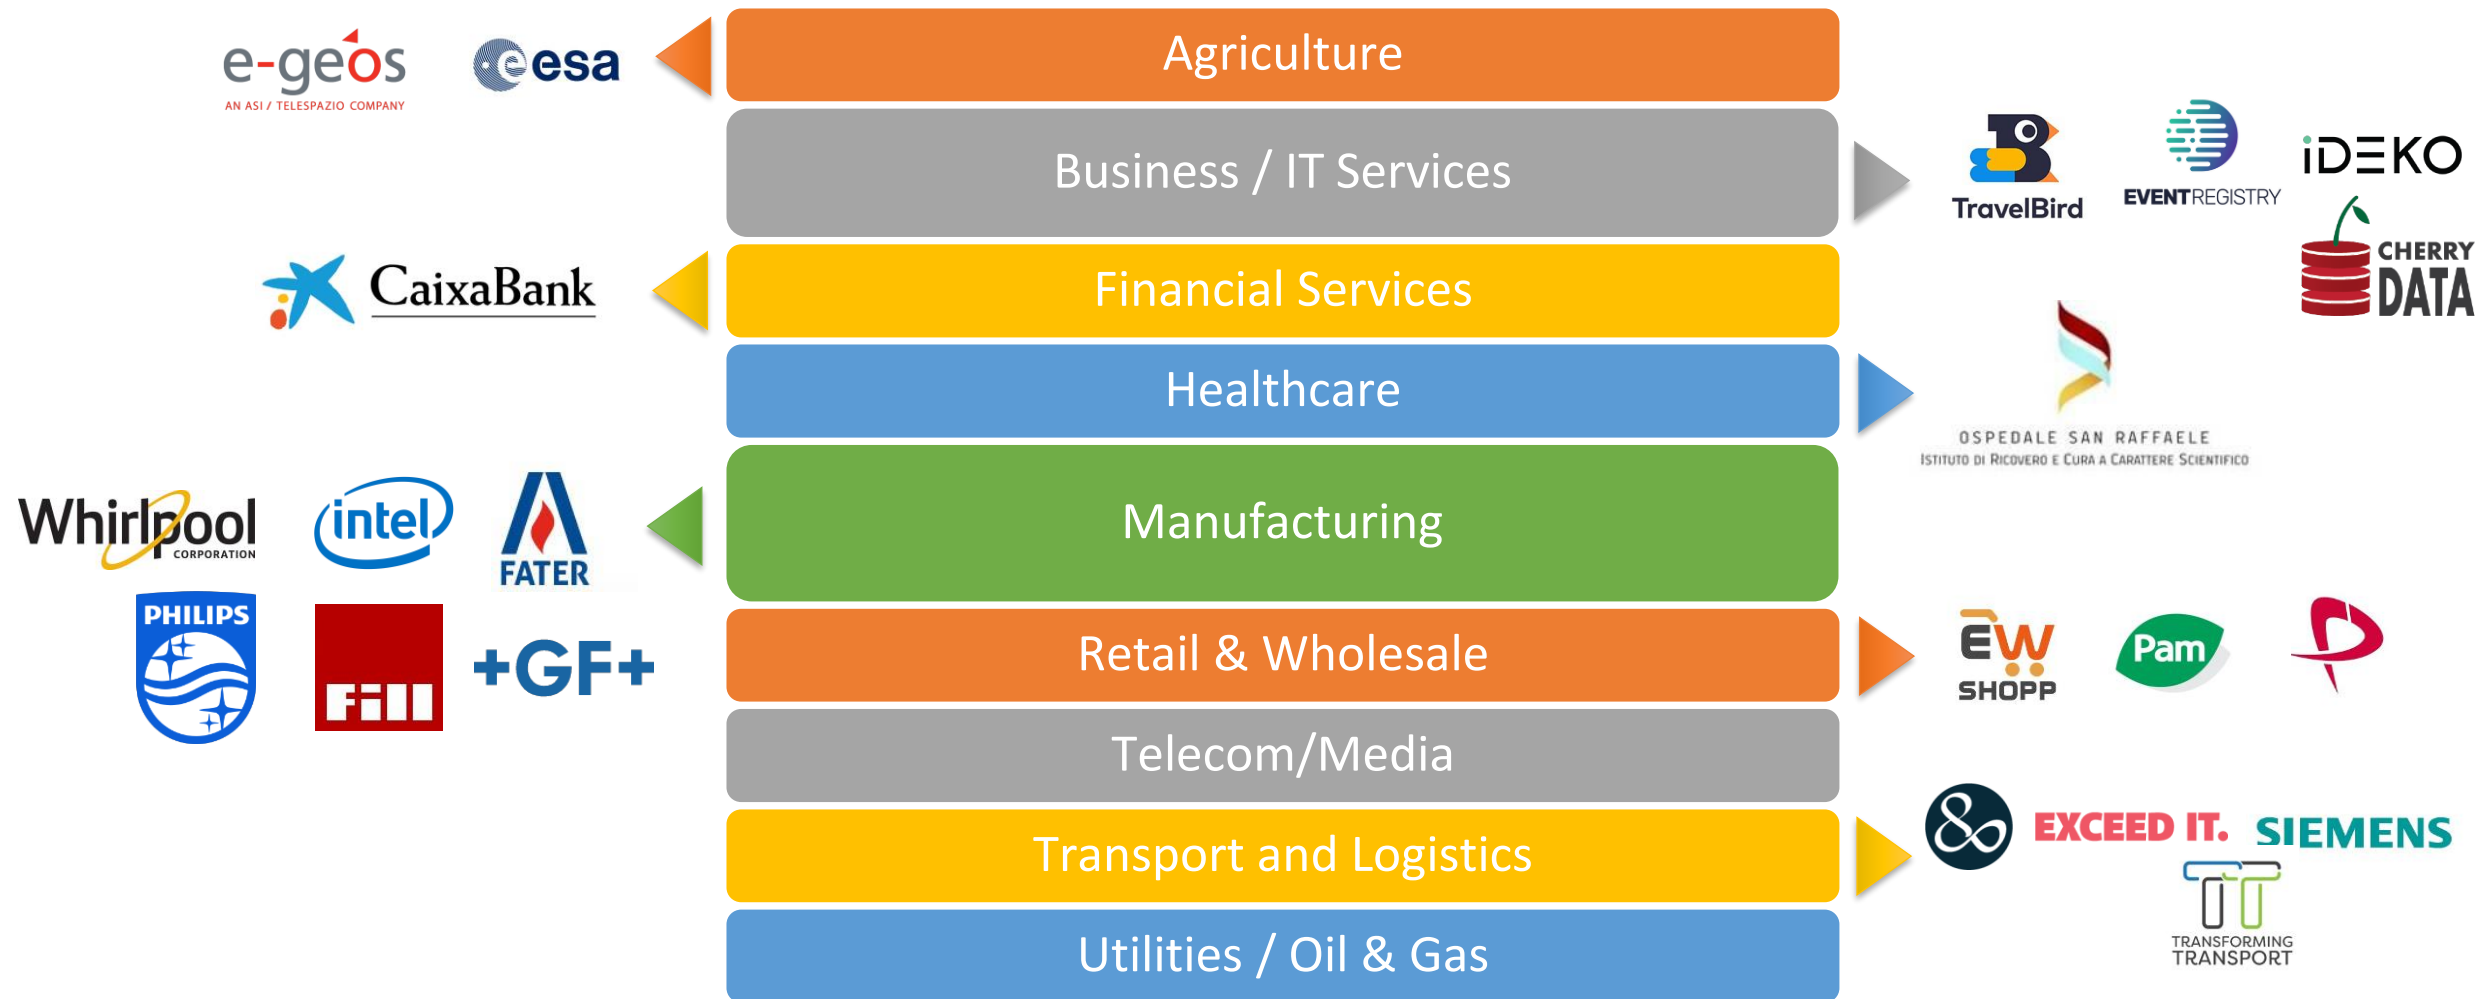 e-geos
AN ASI / TELESPAZIO COMPANY
esa
Agriculture
Business / IT Services
TravelBird
EVENTREGISTRY
iDEKO
CHERRY
DATA
CaixaBank
Financial Services
Healthcare
OSPEDALE SAN RAFFAELE
ISTITUTO DI RICOVERO E CURA A CARATTERE SCIENTIFICO
Whirlpool
CORPORATION
intel
FATER
PHILIPS
Fill
+GF+
Manufacturing
Retail & Wholesale
EW
SHOPP
Pam
Telecom/Media
Transport and Logistics
&
EXCEED IT.
SIEMENS
TT
TRANSFORMING
TRANSPORT
Utilities / Oil & Gas